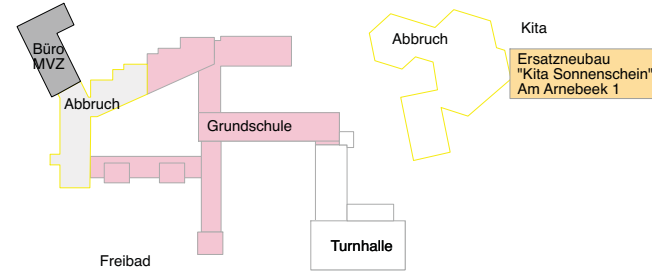 Büro
MVZ
Abbruch
Grundschule
Freibad
Turnhalle
Abbruch
Kita
Ersatzneubau
"Kita Sonnenschein"
Am Arnebeek 1